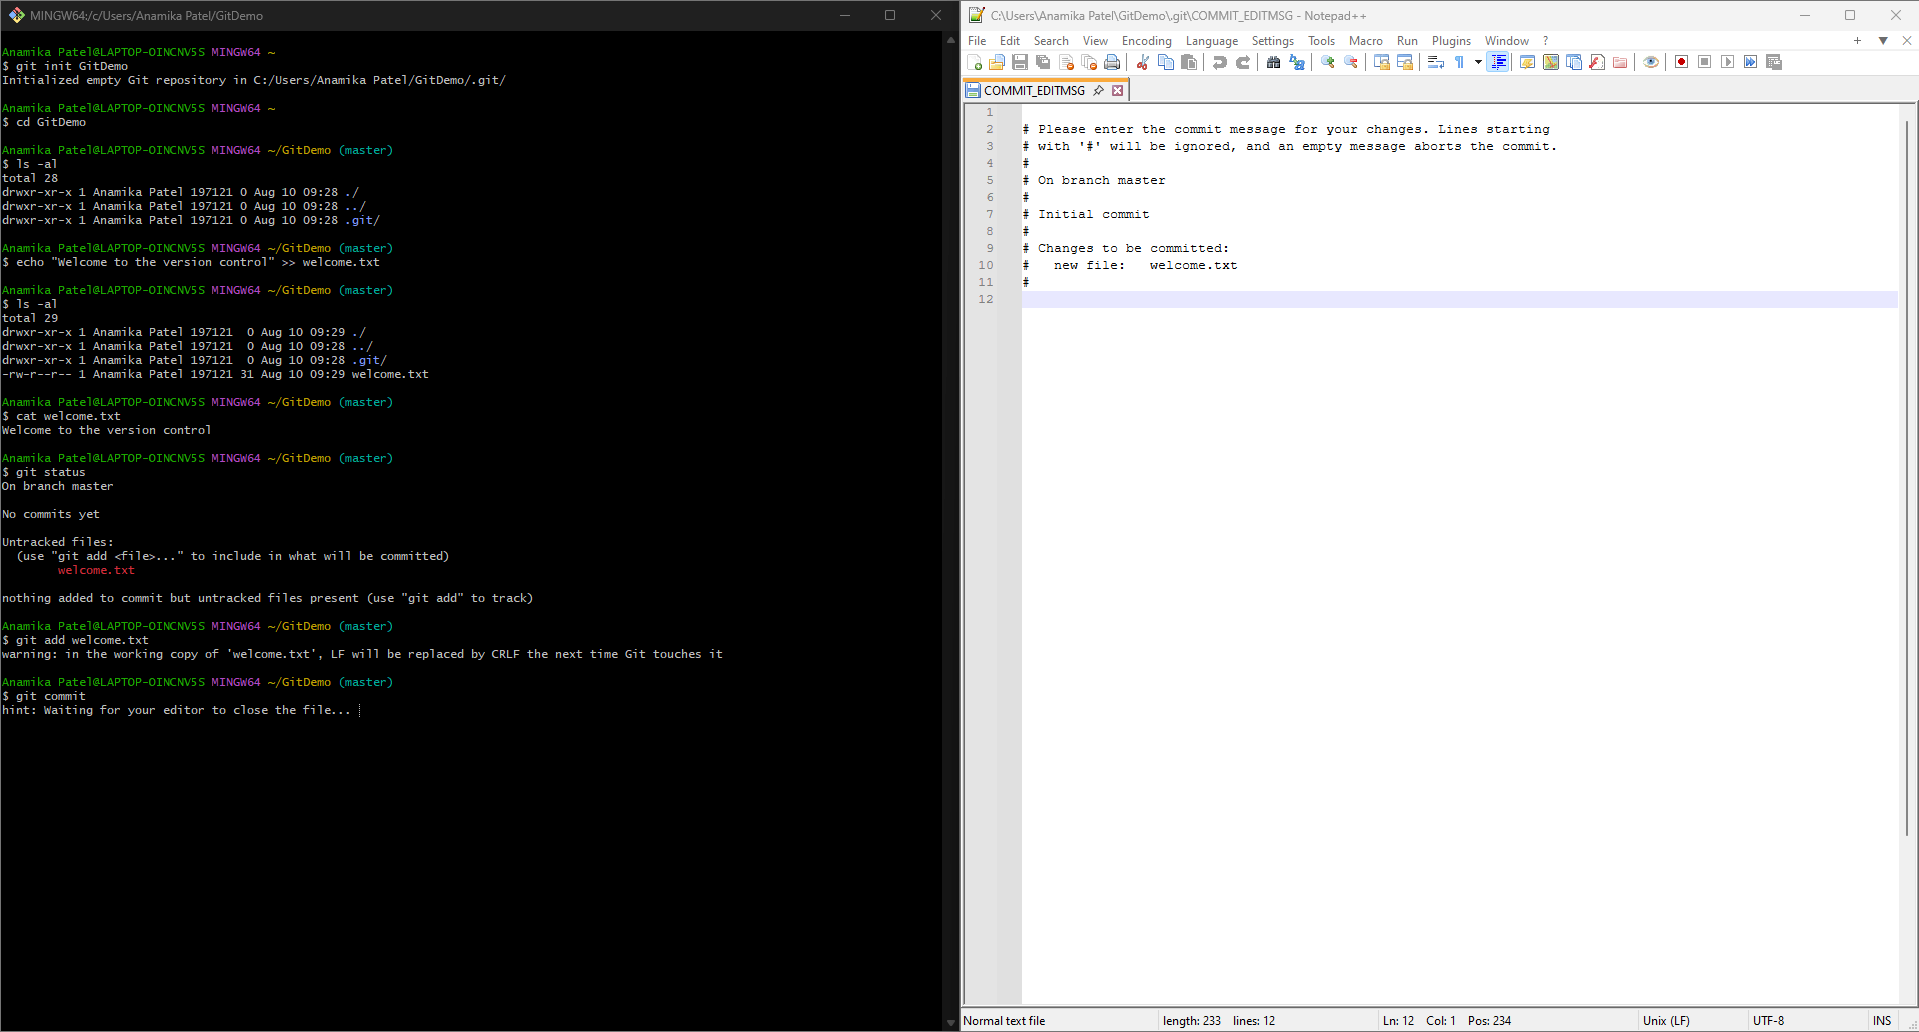 MINGW64:/c/Users/Anamika Patel/GitDemo
Anamika Patel@LAPTOP-OINCNV5S MINGW64 ~
$ git init GitDemo
Initialized empty Git repository in C:/Users/Anamika Patel/GitDemo/.git/
Anamika Patel@LAPTOP-OINCNV5S MINGW64 ~
$ cd GitDemo
Anamika Patel@LAPTOP-OINCNV5S MINGW64 ~/GitDemo (master)
$ ls -al
total 28
drwxr-xr-x 1 Anamika Patel 197121 0 Aug 10 09:28 ./
drwxr-xr-x 1 Anamika Patel 197121 0 Aug 10 09:28 ../
drwxr-xr-x 1 Anamika Patel 197121 0 Aug 10 09:28 .git/
Anamika Patel@LAPTOP-OINCNV5S MINGW64 ~/GitDemo (master)
$ echo "Welcome to the version control" >> welcome.txt
Anamika Patel@LAPTOP-OINCNV5S MINGW64 ~/GitDemo (master)
$ ls -al
total 29
drwxr-xr-x 1 Anamika Patel 197121  0 Aug 10 09:29 ./
drwxr-xr-x 1 Anamika Patel 197121  0 Aug 10 09:28 ../
drwxr-xr-x 1 Anamika Patel 197121  0 Aug 10 09:28 .git/
-rw-r--r-- 1 Anamika Patel 197121 31 Aug 10 09:29 welcome.txt
Anamika Patel@LAPTOP-OINCNV5S MINGW64 ~/GitDemo (master)
$ cat welcome.txt
Welcome to the version control
Anamika Patel@LAPTOP-OINCNV5S MINGW64 ~/GitDemo (master)
$ git status
On branch master
No commits yet
Untracked files:
  (use "git add <file>..." to include in what will be committed)
        welcome.txt
nothing added to commit but untracked files present (use "git add" to track)
Anamika Patel@LAPTOP-OINCNV5S MINGW64 ~/GitDemo (master)
$ git add welcome.txt
warning: in the working copy of 'welcome.txt', LF will be replaced by CRLF the next time Git touches it
Anamika Patel@LAPTOP-OINCNV5S MINGW64 ~/GitDemo (master)
$ git commit
hint: Waiting for your editor to close the file...
C:\Users\Anamika Patel\GitDemo\.git\COMMIT_EDITMSG - Notepad++
File Edit Search View Encoding Language Settings Tools Macro Run Plugins Window ?
COMMIT_EDITMSG
1
2 # Please enter the commit message for your changes. Lines starting
3 # with '#' will be ignored, and an empty message aborts the commit.
4 #
5 # On branch master
6 #
7 # Initial commit
8 #
9 # Changes to be committed:
10 #   new file:   welcome.txt
11 #
12
Normal text file length: 233 lines: 12 Ln: 12 Col: 1 Pos: 234 Unix (LF) UTF-8 INS